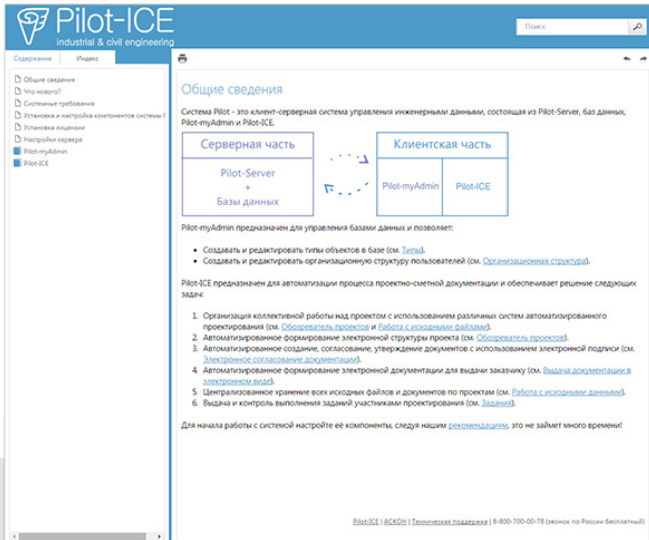 Pilot-ICE
industrial & civil engineering
Поиск
Содержание Индекс
Общие сведения
Что нового?
Системные требования
Установка и настройка компонентов системы
Установка лицензии
Настройки сервера
Pilot-myAdmin
Pilot-ICE
Общие сведения
Система Pilot - это клиент-серверная система управления инженерными данными, состоящая из Pilot-Server, баз данных,
Pilot-myAdmin и Pilot-ICE.
Серверная часть
Pilot-Server
+
Базы данных
Клиентская часть
Pilot-myAdmin Pilot-ICE
Pilot-myAdmin предназначен для управления базами данных и позволяет:
• Создавать и редактировать типы объектов в базе (см. Типы).
• Создавать и редактировать организационную структуру пользователей (см. Организационная структура).
Pilot-ICE предназначен для автоматизации процесса проектно-сметной документации и обеспечивает решение следующих
задач:
1. Организация коллективной работы над проектом с использованием различных систем автоматизированного
проектирования (см. Обозреватель проектов и Работа с исходными файлами).
2. Автоматизированное формирование электронной структуры проекта (см. Обозреватель проектов).
3. Автоматизированное создание, согласование, утверждение документов с использованием электронной подписи (см.
Электронное согласование документации).
4. Автоматизированное формирование электронной документации для выдачи заказчику (см. Выдача документации в
электронном виде).
5. Централизованное хранение всех исходных файлов и документов по проектам (см. Работа с исходными данными).
6. Выдача и контроль выполнения заданий участниками проектирования (см. Задания).
Для начала работы с системой настройте её компоненты, следуя нашим рекомендациям, это не займет много времени!
Pilot-ICE | АСКОН | Техническая поддержка | 8-800-700-00-78 (звонок по России бесплатный)